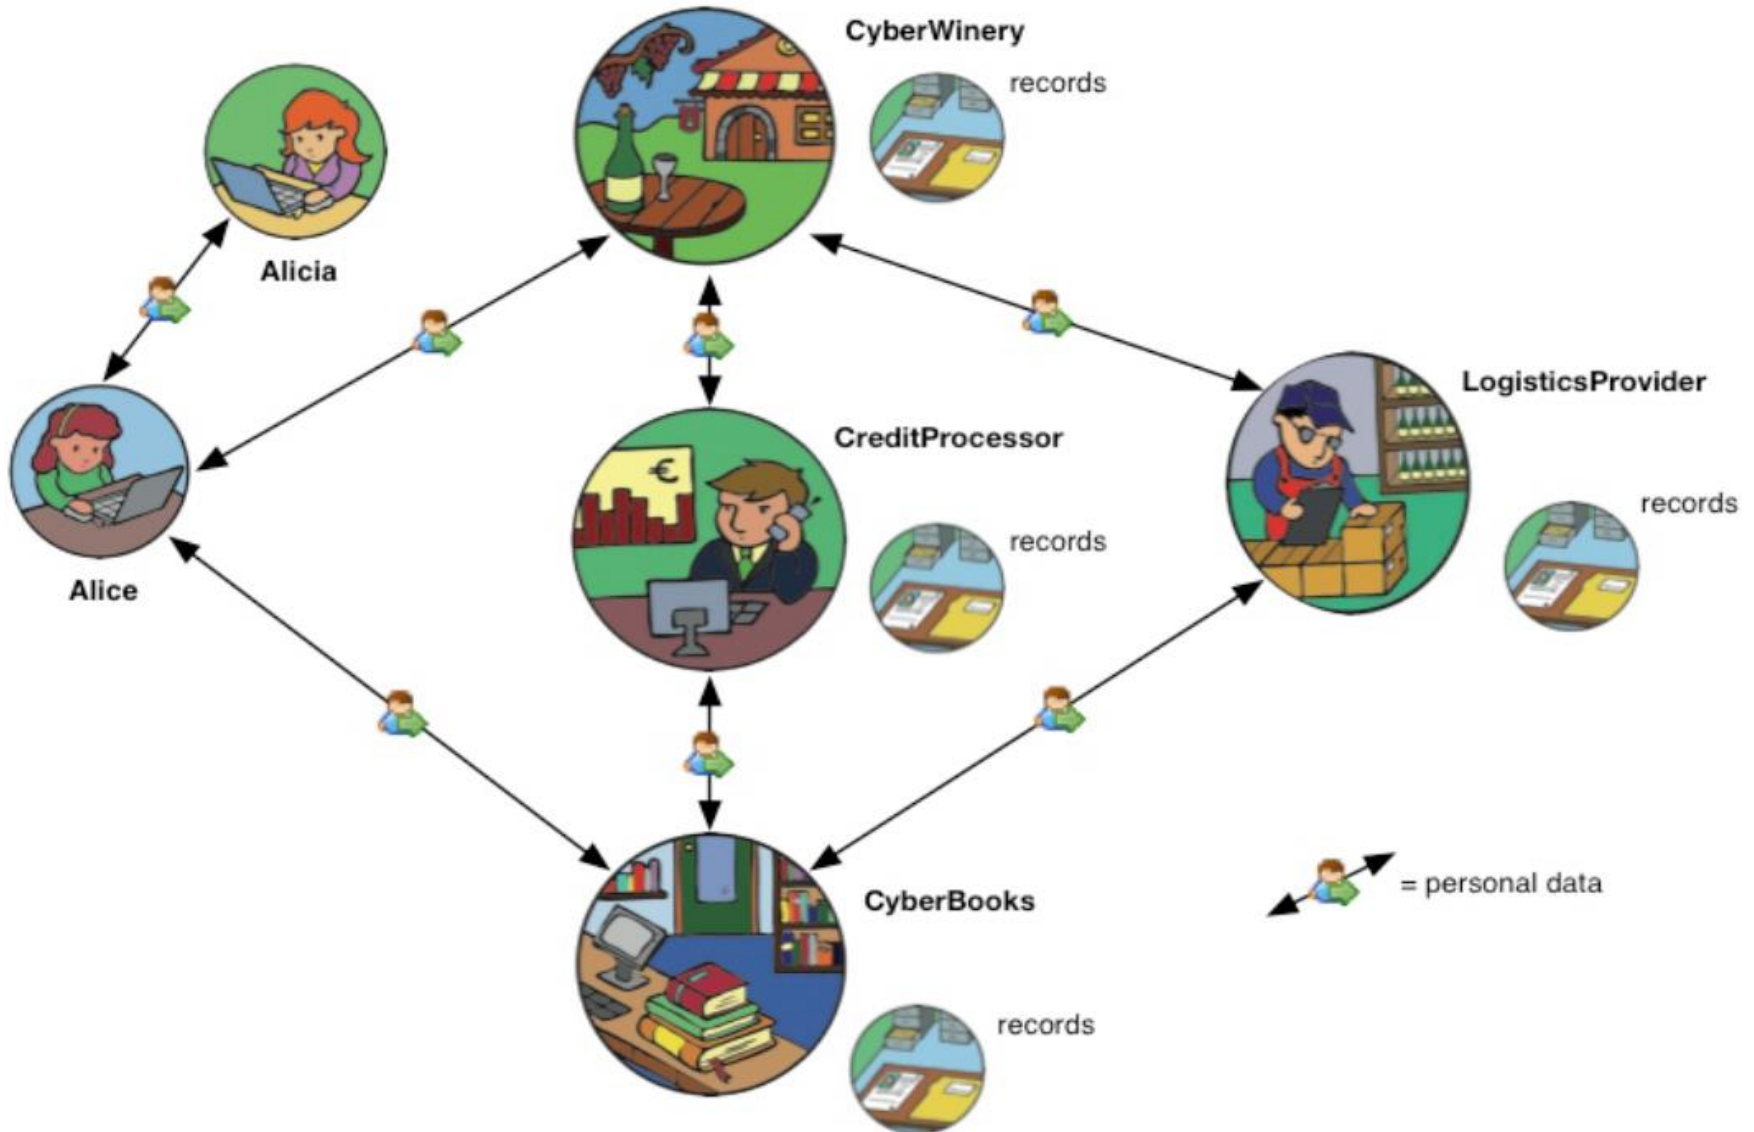 CyberWinery
records
Alicia
LogisticsProvider
CreditProcessor
€
records
records
Alice
CyberBooks
= personal data
records